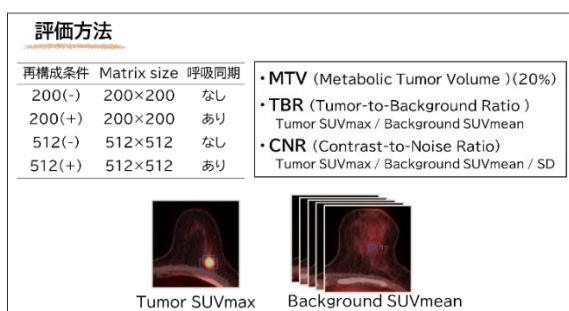 評価方法
再構成条件 Matrix size 呼吸同期
200(-) 200×200 なし
200(+) 200×200 あり
512(-) 512×512 なし
512(+) 512×512 あり
・MTV (Metabolic Tumor Volume )(20%)
・TBR (Tumor-to-Background Ratio )
Tumor SUVmax / Background SUVmean
・CNR (Contrast-to-Noise Ratio)
Tumor SUVmax / Background SUVmean / SD
Tumor SUVmax
Background SUVmean